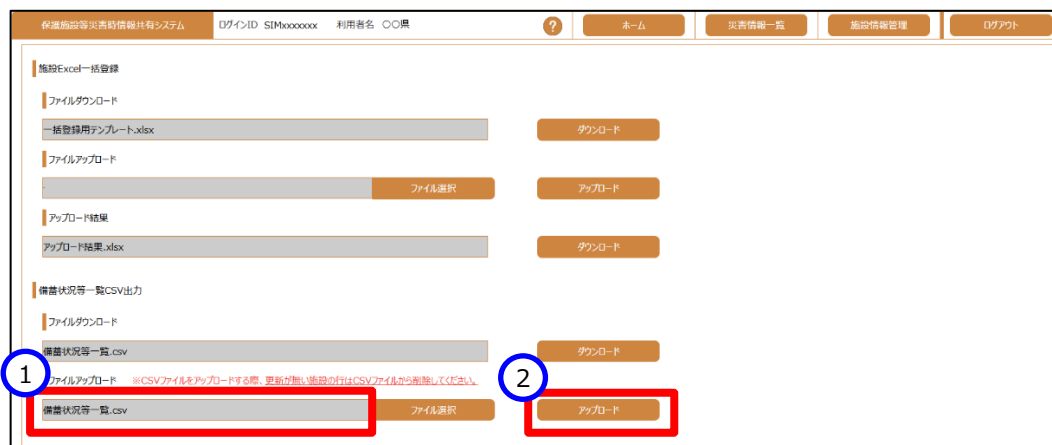 保護施設等災害時情報共有システム ログインID SIMxxxxxxx 利用者名 〇〇県 ? ホーム 災害情報一覧 施設情報管理 ログアウト
施設Excel一括登録
ファイルダウンロード
一括登録用テンプレート.xlsx ダウンロード
ファイルアップロード
ファイル選択 アップロード
アップロード結果
アップロード結果.xlsx ダウンロード
備蓄状況等一覧CSV出力
ファイルダウンロード
備蓄状況等一覧.csv ダウンロード
1 ファイルアップロード ※CSVファイルをアップロードする際、更新が無い施設の行はCSVファイルから削除してください。 2
備蓄状況等一覧.csv ファイル選択 アップロード